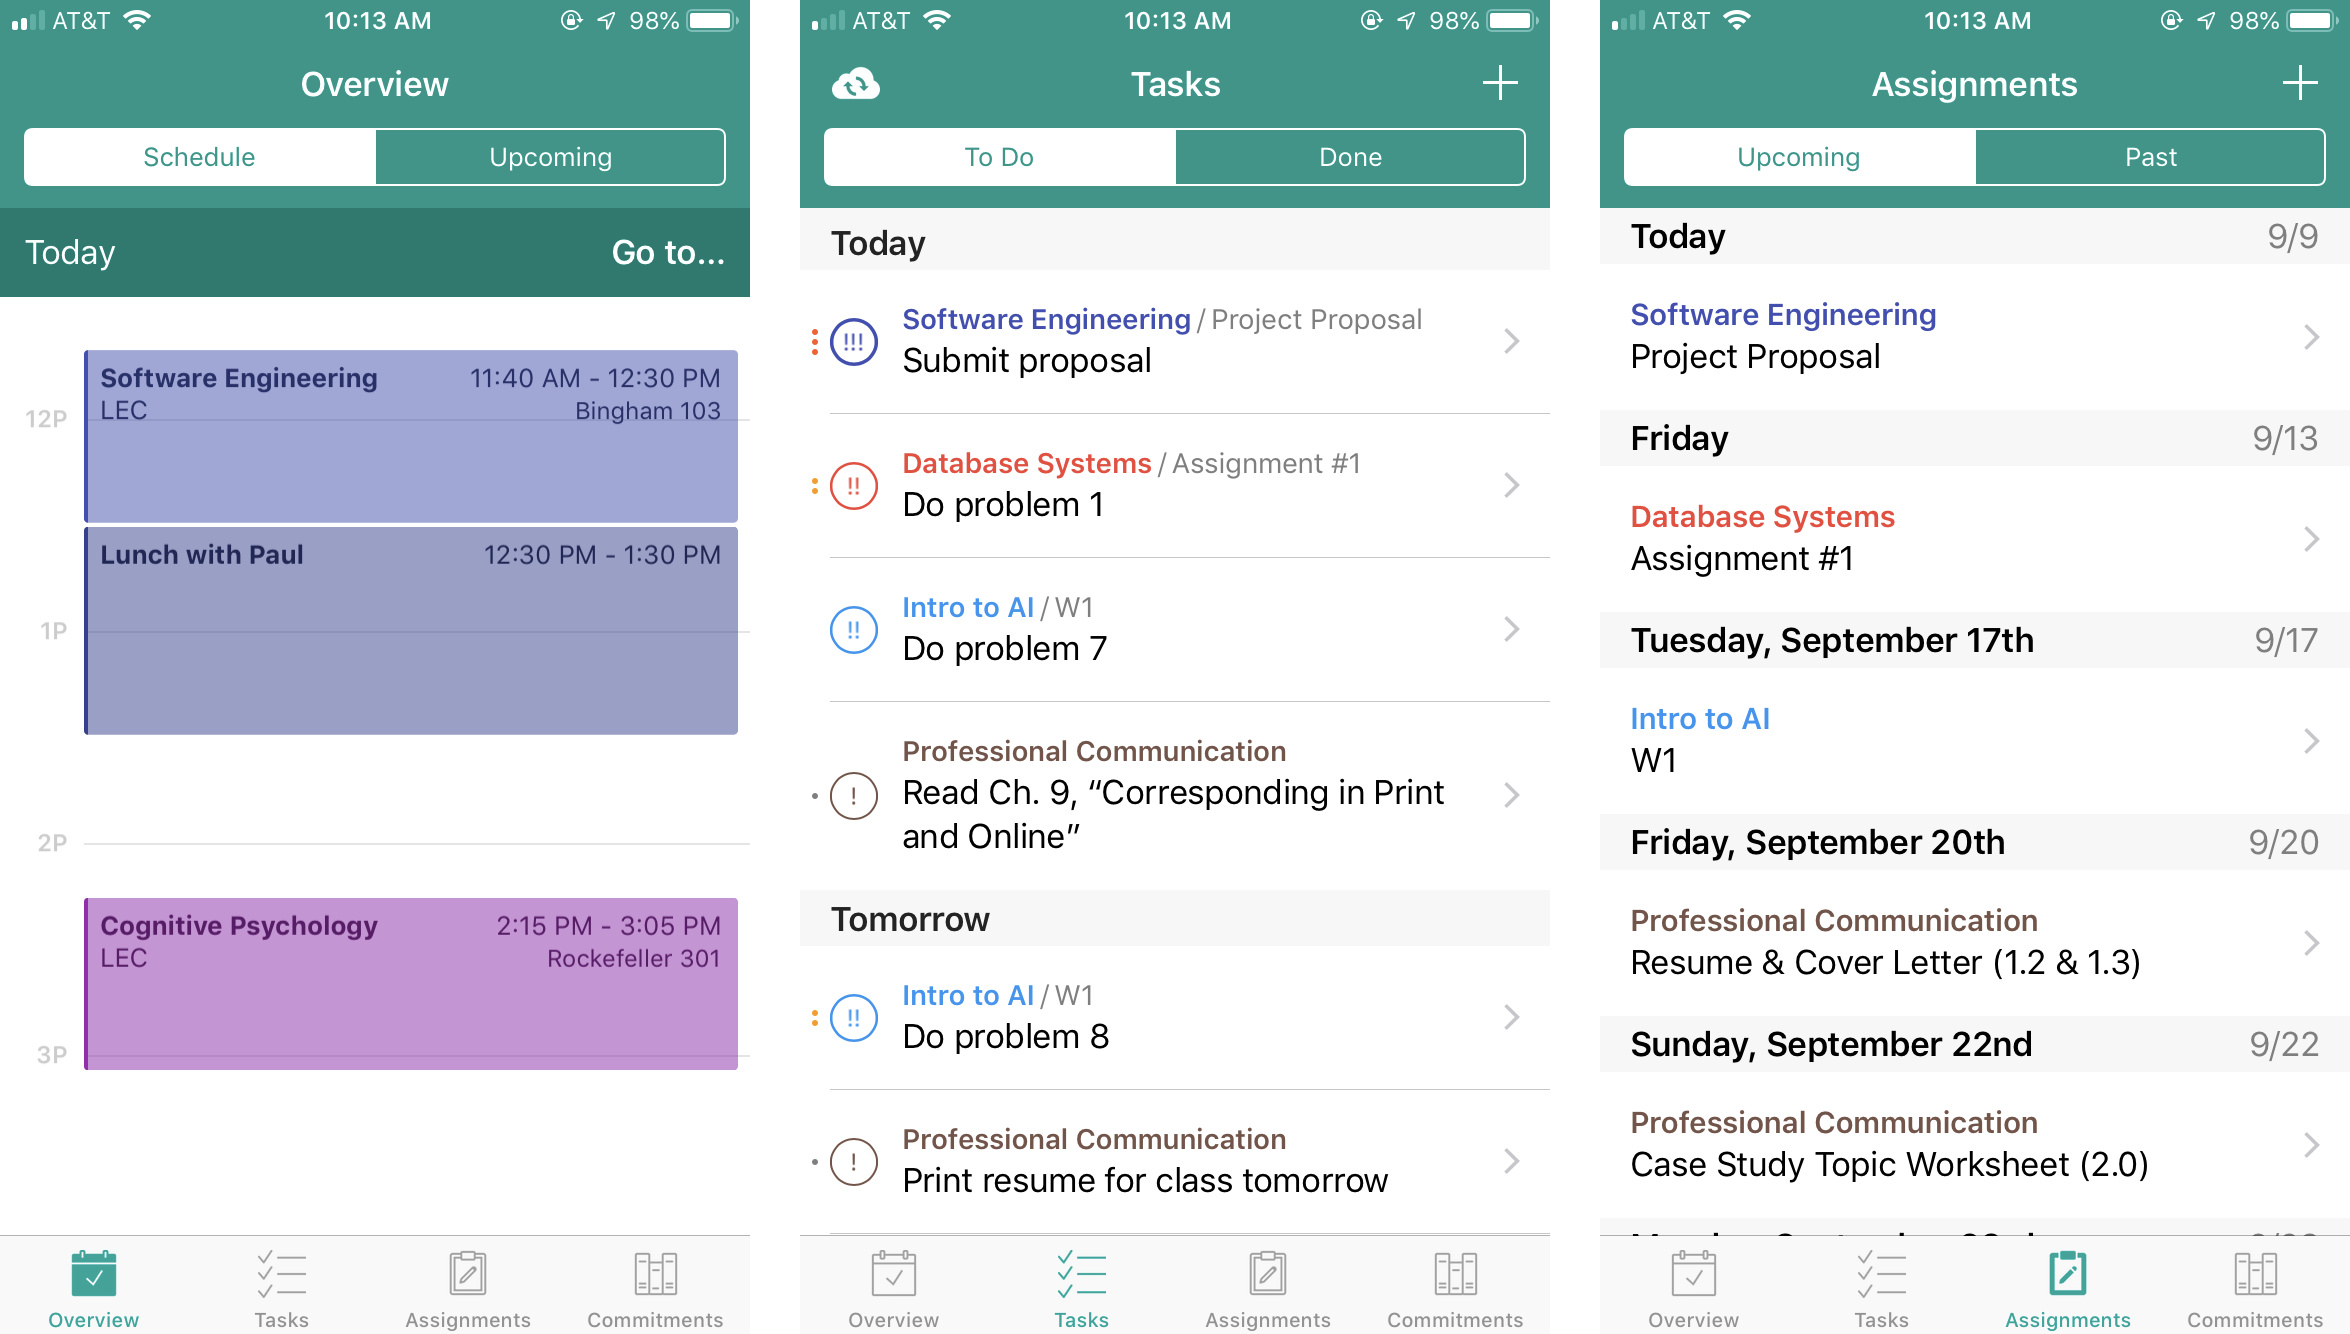 AT&T 10:13 AM 98%
Overview
Schedule Upcoming
Today Go to...
Software Engineering 11:40 AM - 12:30 PM
LEC Bingham 103
12P
Lunch with Paul 12:30 PM - 1:30 PM
1P
2P
Cognitive Psychology 2:15 PM - 3:05 PM
LEC Rockefeller 301
3P
Overview Tasks Assignments Commitments
AT&T 10:13 AM 98%
Tasks
To Do Done
Today
Software Engineering / Project Proposal
!!! Submit proposal
Database Systems / Assignment #1
!! Do problem 1
Intro to AI / W1
!! Do problem 7
Professional Communication
! Read Ch. 9, “Corresponding in Print
and Online”
Tomorrow
Intro to AI / W1
!! Do problem 8
Professional Communication
! Print resume for class tomorrow
Overview Tasks Assignments Commitments
AT&T 10:13 AM 98%
Assignments
Upcoming Past
Today 9/9
Software Engineering
Project Proposal
Friday 9/13
Database Systems
Assignment #1
Tuesday, September 17th 9/17
Intro to AI
W1
Friday, September 20th 9/20
Professional Communication
Resume & Cover Letter (1.2 & 1.3)
Sunday, September 22nd 9/22
Professional Communication
Case Study Topic Worksheet (2.0)
Overview Tasks Assignments Commitments